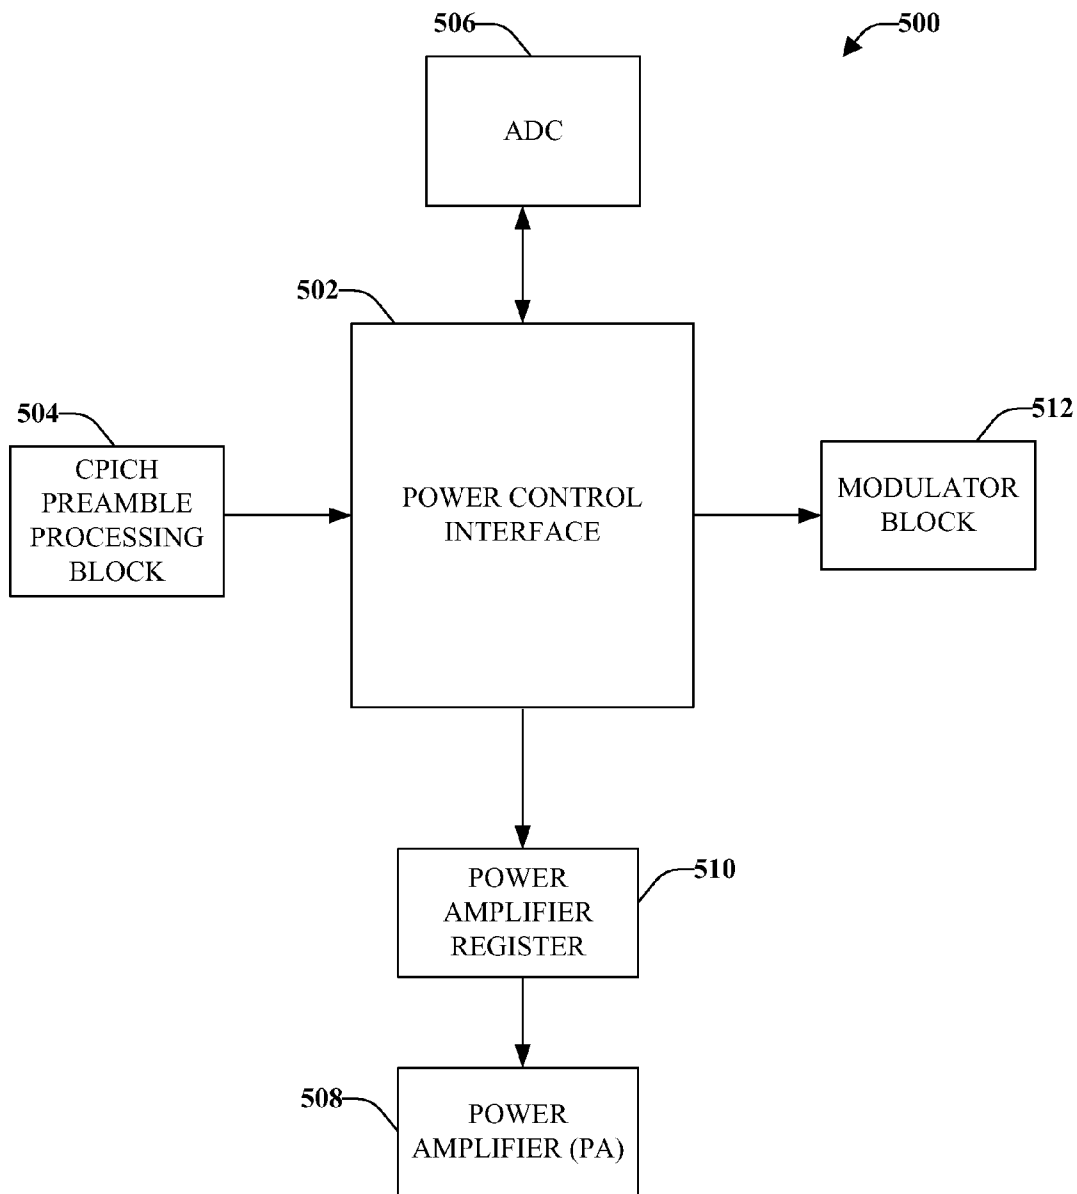 506
500
ADC
502
504
512
CPICH
PREAMBLE
PROCESSING
BLOCK
POWER CONTROL
INTERFACE
MODULATOR
BLOCK
POWER
AMPLIFIER
REGISTER
510
508
POWER
AMPLIFIER (PA)